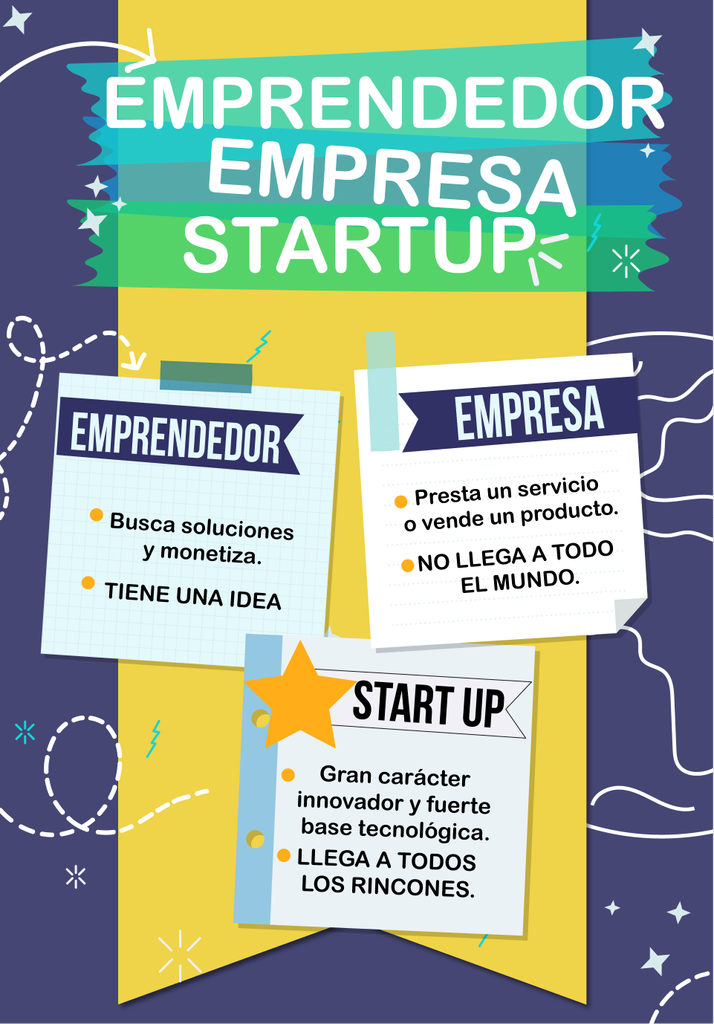 EMPRENDEDOR
EMPRESA
STARTUP
EMPRENDEDOR
Busca soluciones
y monetiza.
TIENE UNA IDEA
EMPRESA
Presta un servicio
o vende un producto.
NO LLEGA A TODO
EL MUNDO.
START UP
Gran carácter
innovador y fuerte
base tecnológica.
LLEGA A TODOS
LOS RINCONES.